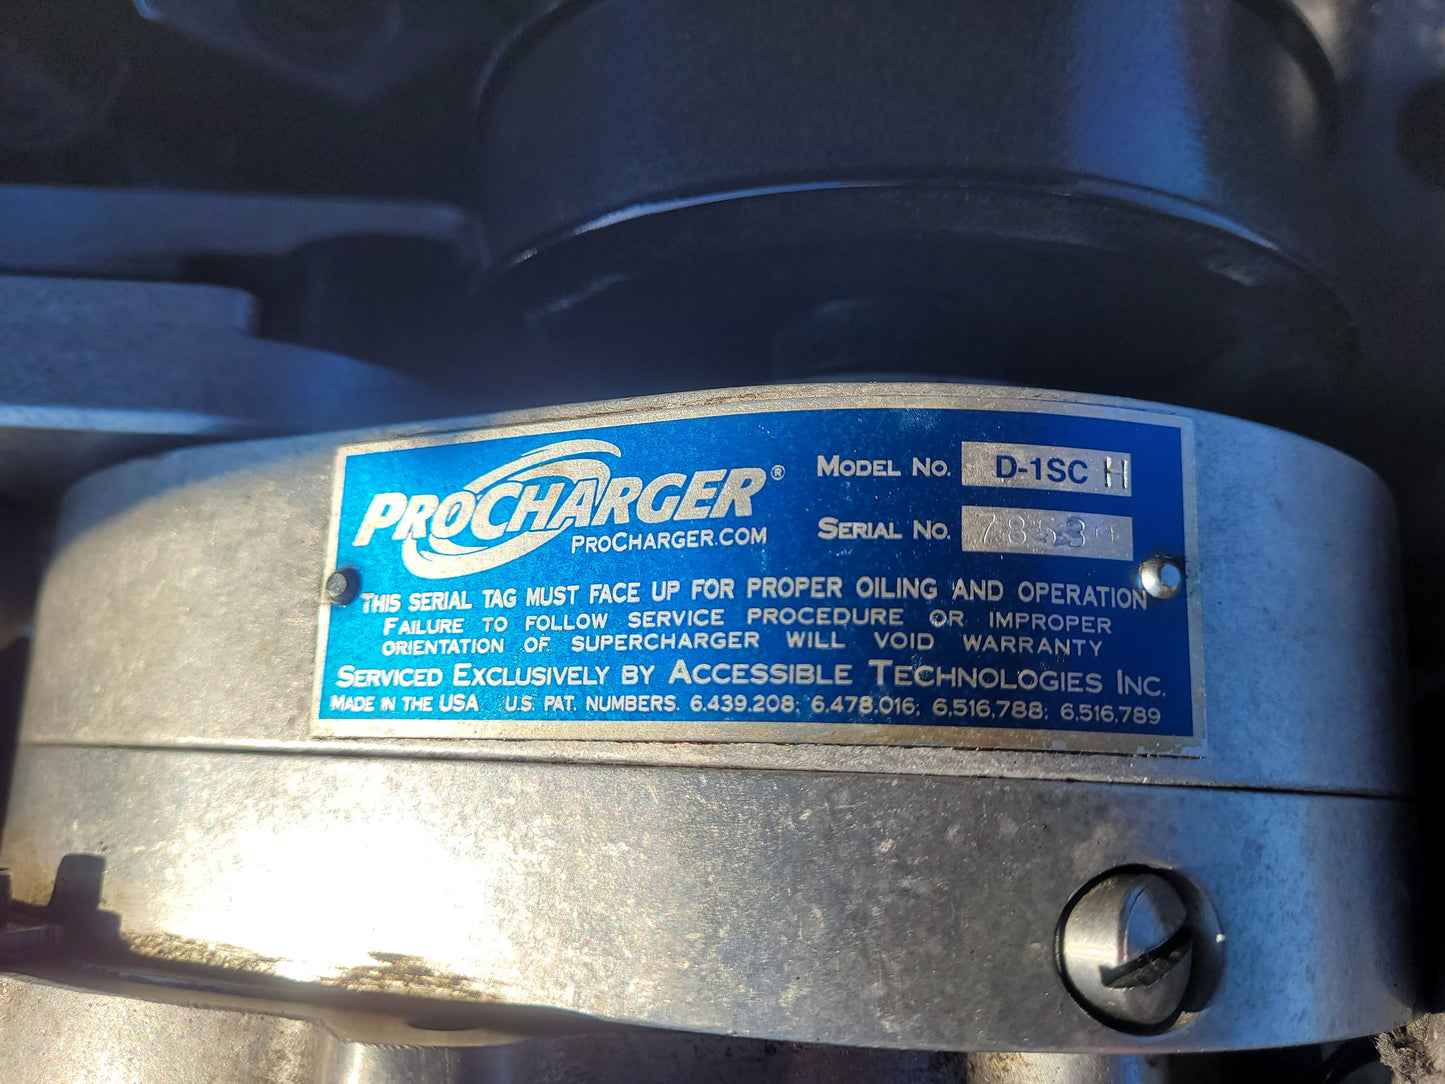 PROCHARGER®
PROCHARGER.COM
MODEL NO. D-1SC H
SERIAL NO. 7853
THIS SERIAL TAG MUST FACE UP FOR PROPER OILING AND OPERATION
FAILURE TO FOLLOW SERVICE PROCEDURE OR IMPROPER
ORIENTATION OF SUPERCHARGER WILL VOID WARRANTY
SERVICED EXCLUSIVELY BY ACCESSIBLE TECHNOLOGIES INC.
MADE IN THE USA U.S. PAT. NUMBERS. 6.439.208; 6.478.016; 6,516,788; 6,516,789